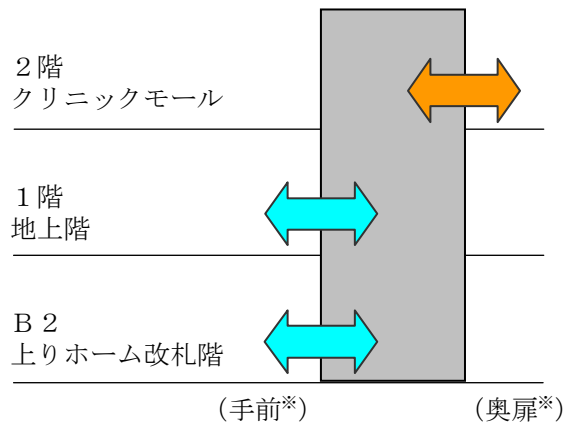 ２階
クリニックモール
１階
地上階
Ｂ２
上りホーム改札階
（手前※）
（奥扉※）